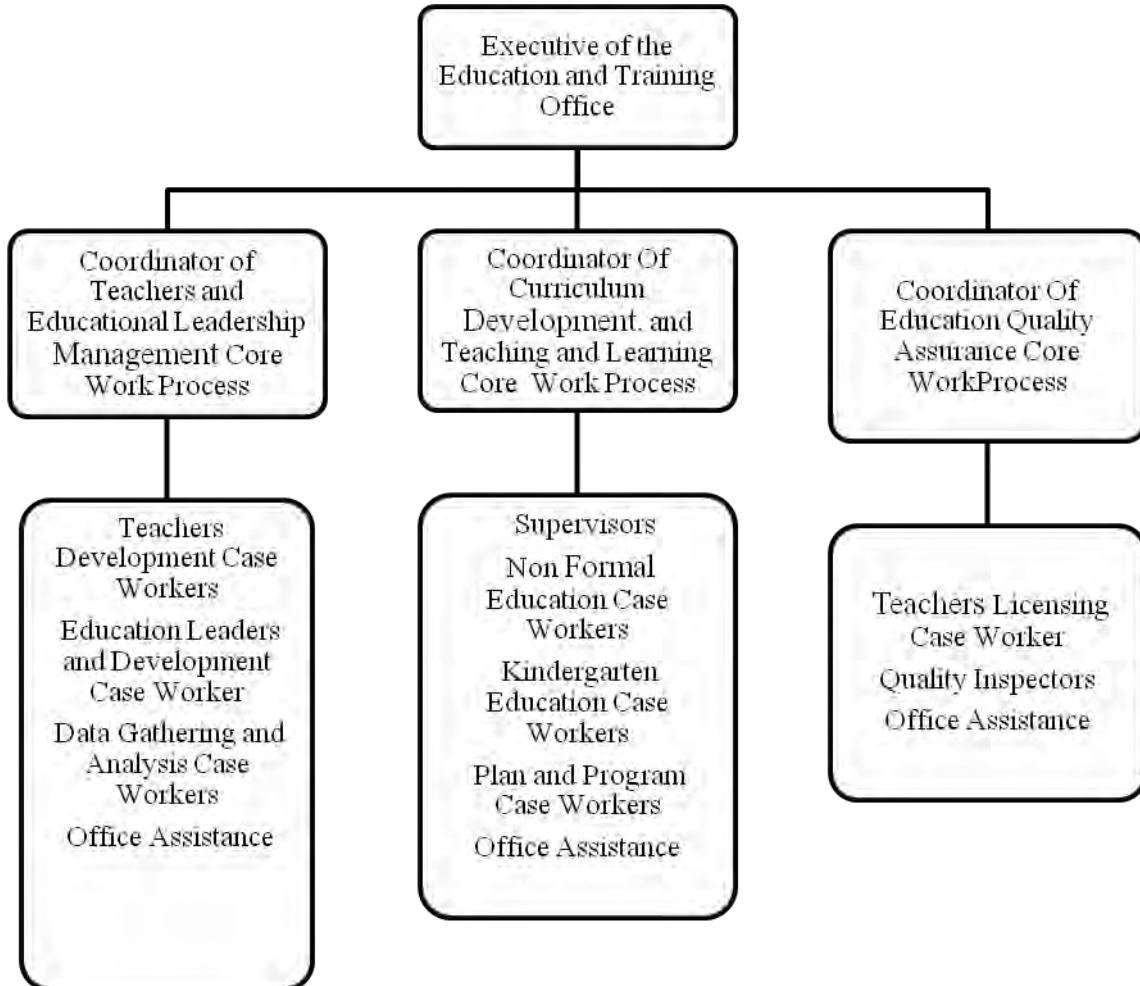 Executive of the
Education and Training
Office
Coordinator of
Teachers and
Educational Leadership
Management Core
Work Process
Coordinator Of
Curriculum
Development. and
Teaching and Learning
Core Work Process
Coordinator Of
Education Quality
Assurance Core
WorkProcess
Teachers
Development Case
Workers
Education Leaders
and Development
Case Worker
Data Gathering and
Analysis Case
Workers
Office Assistance
Supervisors
Non Formal
Education Case
Workers
Kindergarten
Education Case
Workers
Plan and Program
Case Workers
Office Assistance
Teachers Licensing
Case Worker
Quality Inspectors
Office Assistance